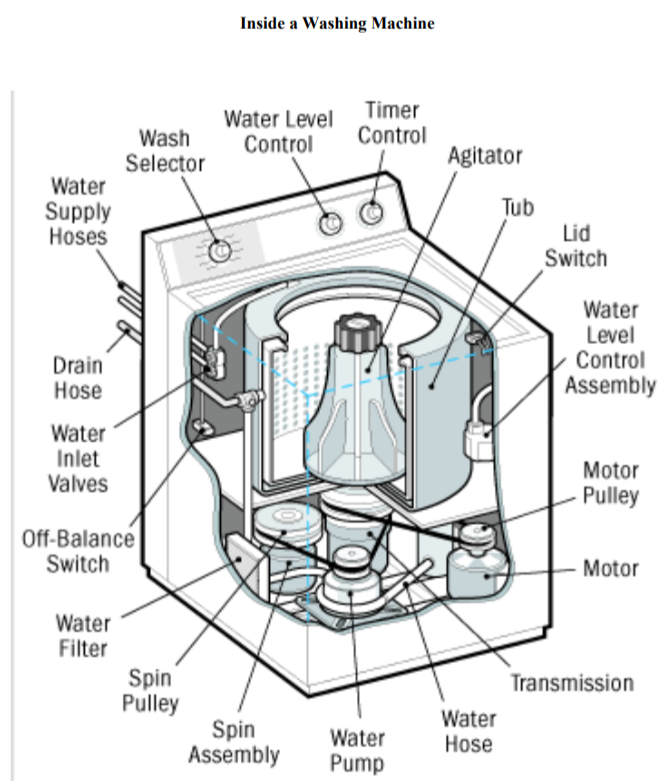 Inside a Washing Machine
Timer
Control
Water Level
Control
Wash
Selector
Agitator
Water
Supply
Hoses
Tub
Lid
Switch
Water
Level
Control
Assembly
Drain
Hose
Water
Inlet
Valves
Motor
Pulley
Off-Balance
Switch
Motor
Water
Filter
Spin
Pulley
Transmission
Spin
Assembly
Water
Pump
Water
Hose